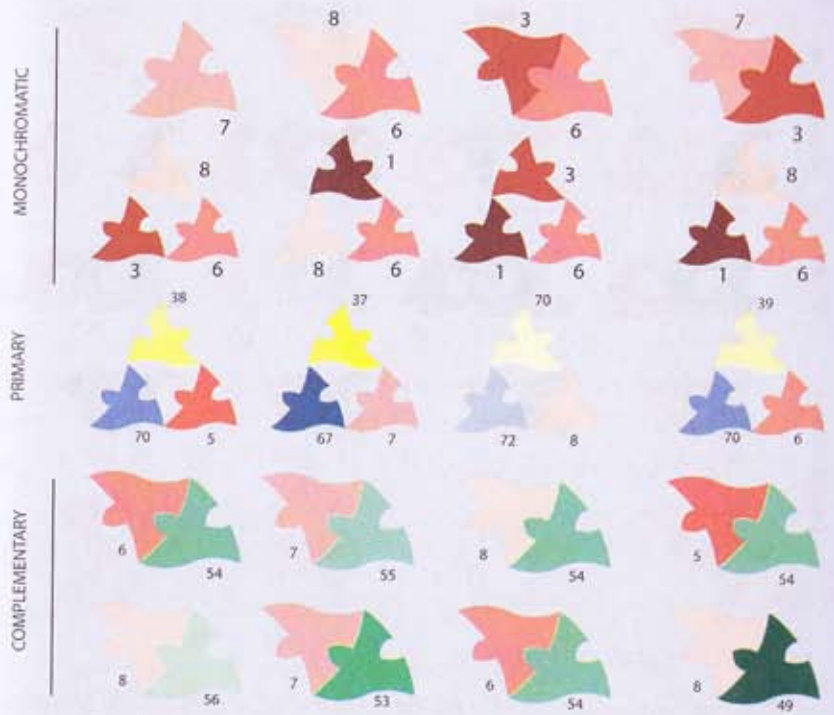 MONOCHROMATIC
8 3 7
7 6 6 3
8 1 3 8
3 6 8 6 1 6 1 6
PRIMARY
38 37 70 39
70 5 67 7 72 8 70 6
COMPLEMENTARY
6 7 8 5
54 55 54 54
8 7 6 8
56 53 54 49